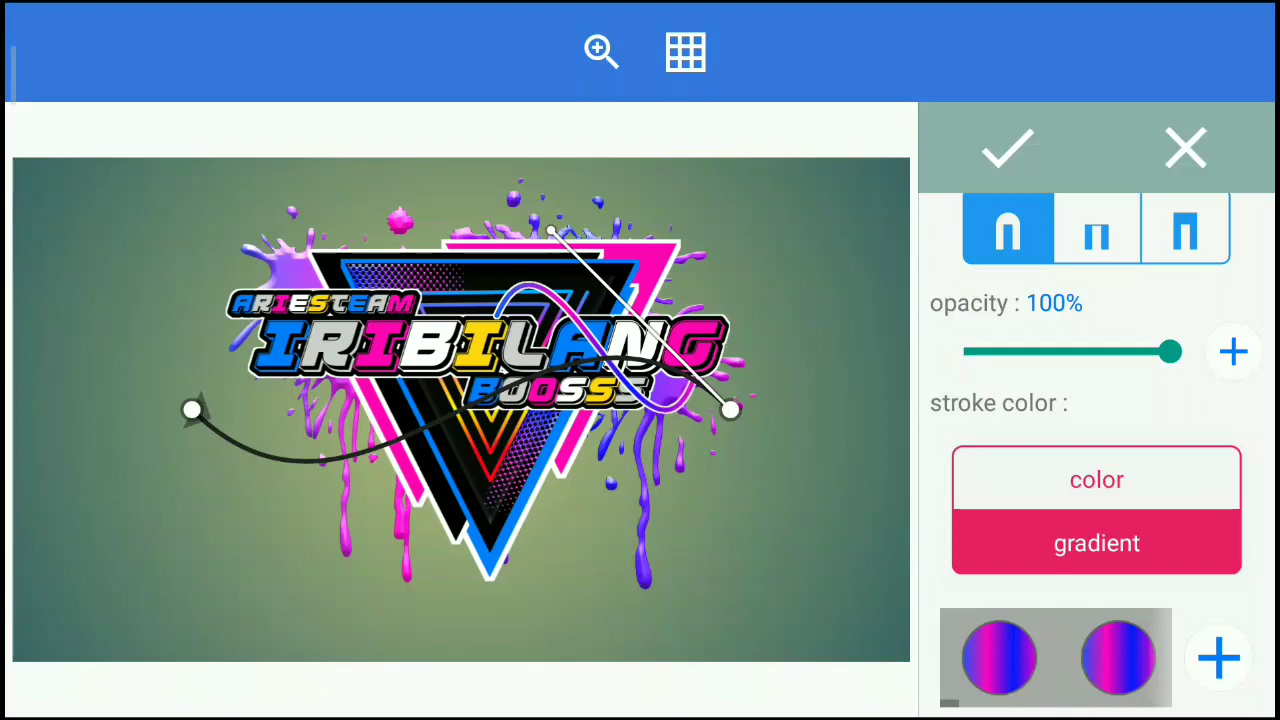 ARIESTEAM
IRIBILANG
BOOSSS
opacity : 100%
stroke color :
color
gradient